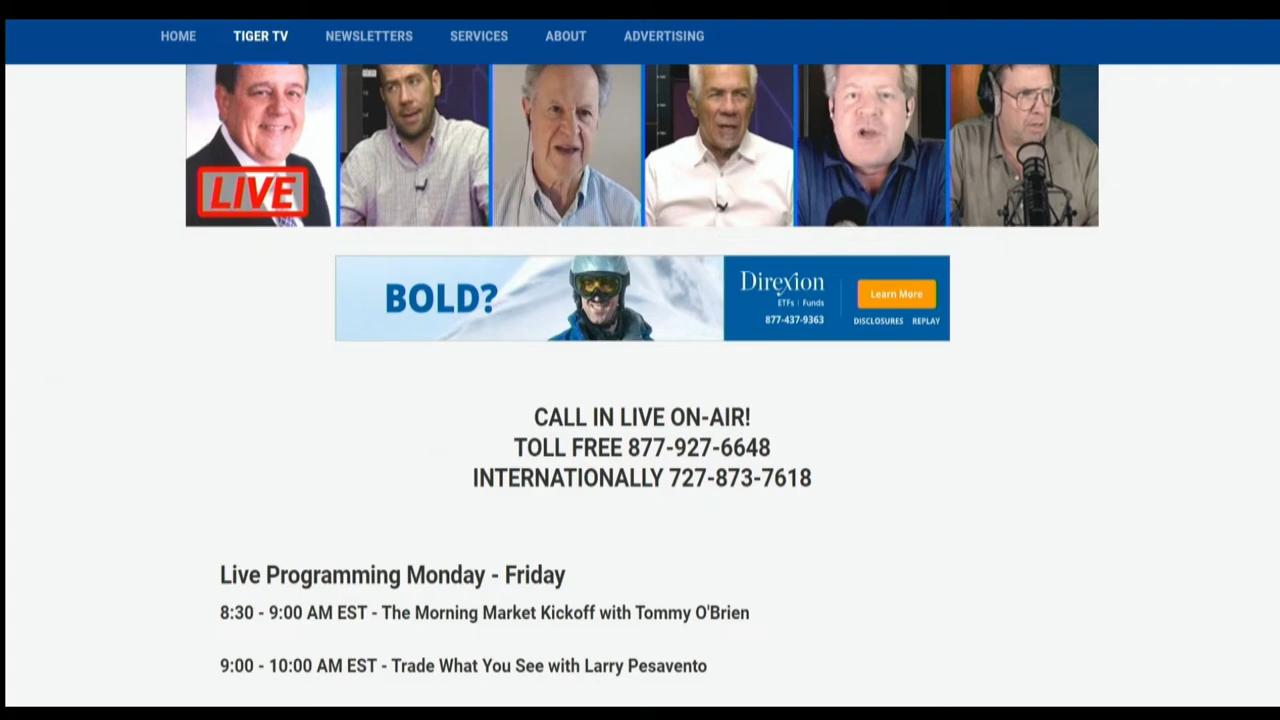 HOME TIGER TV NEWSLETTERS SERVICES ABOUT ADVERTISING
LIVE
BOLD?
Direxion
ETFs | Funds
877-437-9363
Learn More
DISCLOSURES REPLAY
CALL IN LIVE ON-AIR!
TOLL FREE 877-927-6648
INTERNATIONALLY 727-873-7618
Live Programming Monday - Friday
8:30 - 9:00 AM EST - The Morning Market Kickoff with Tommy O'Brien
9:00 - 10:00 AM EST - Trade What You See with Larry Pesavento